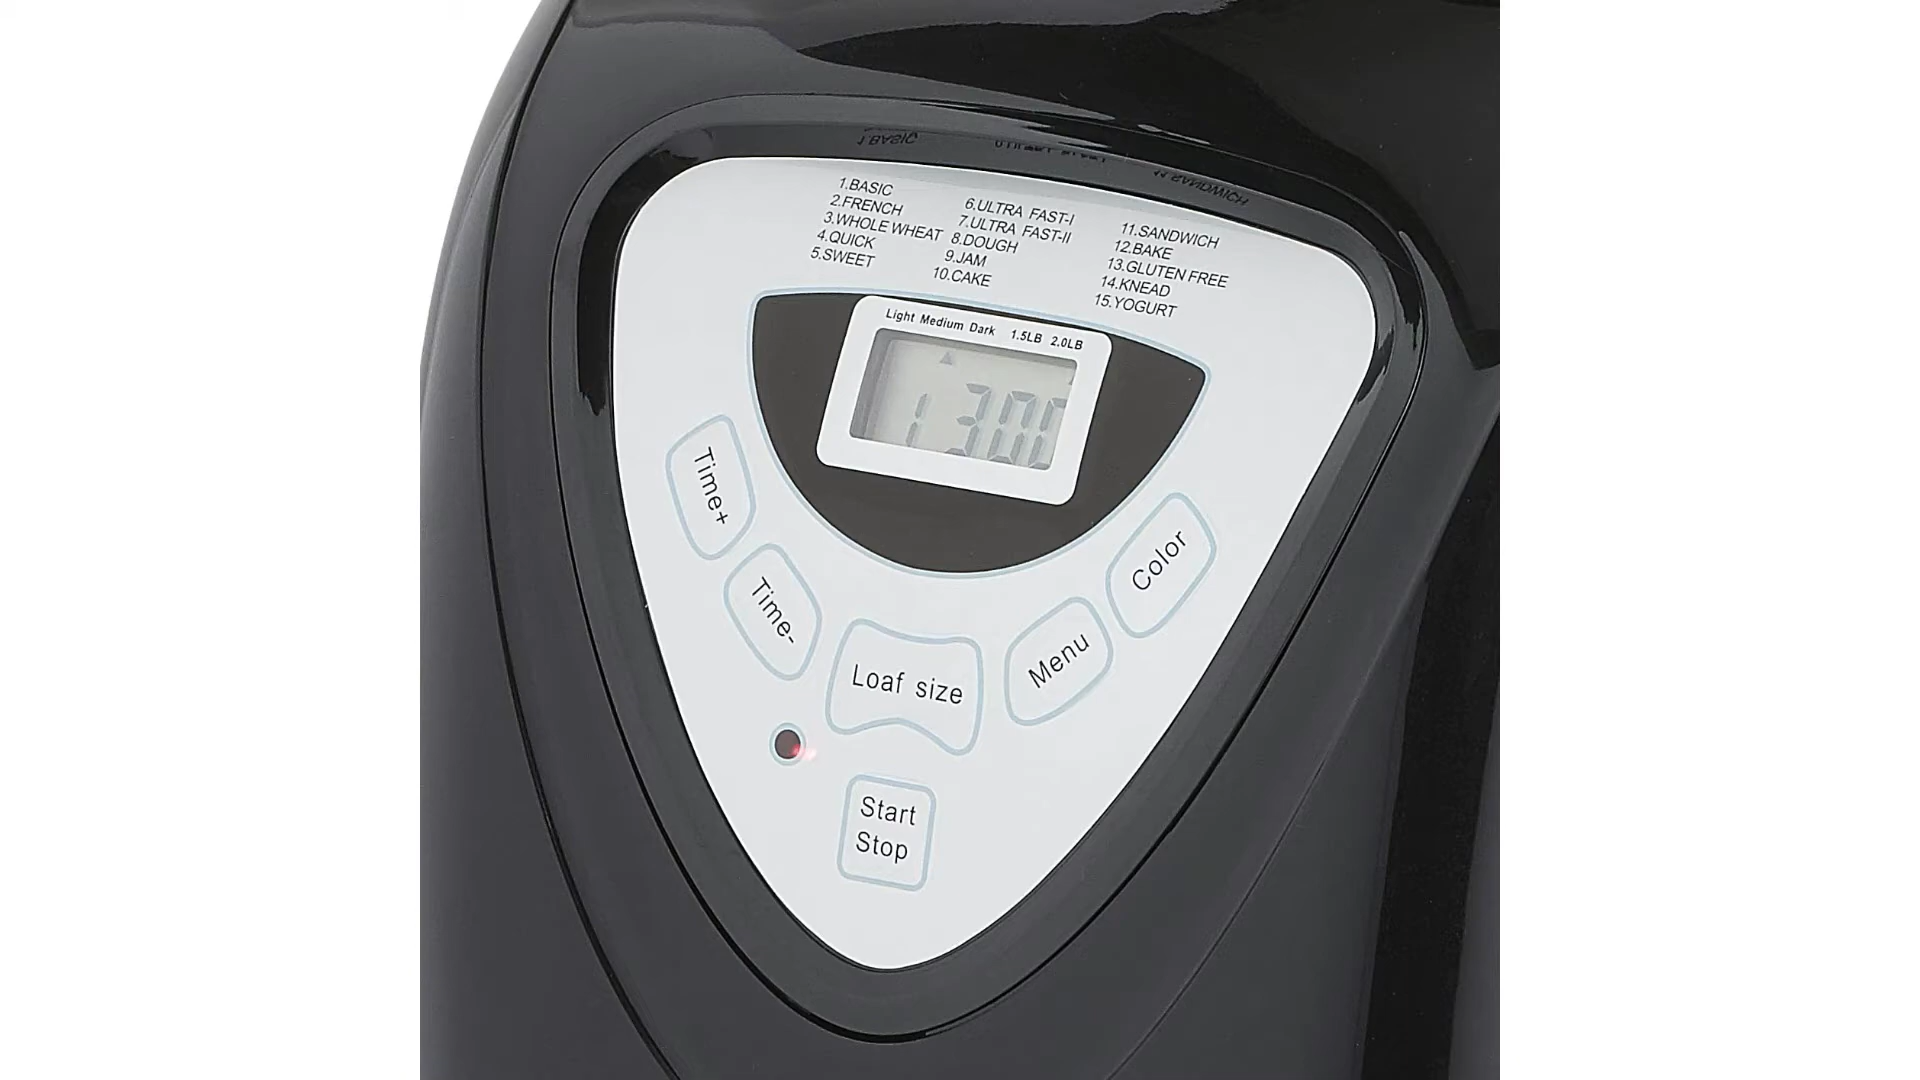 1.BASIC
2.FRENCH
3.WHOLE WHEAT
4.QUICK
5.SWEET
6.ULTRA FAST-I
7.ULTRA FAST-II
8.DOUGH
9.JAM
10.CAKE
11.SANDWICH
12.BAKE
13.GLUTEN FREE
14.KNEAD
15.YOGURT
Light Medium Dark 1.5LB 2.0LB
1 3:00
Time+
Time-
Loaf size
Menu
Color
Start
Stop